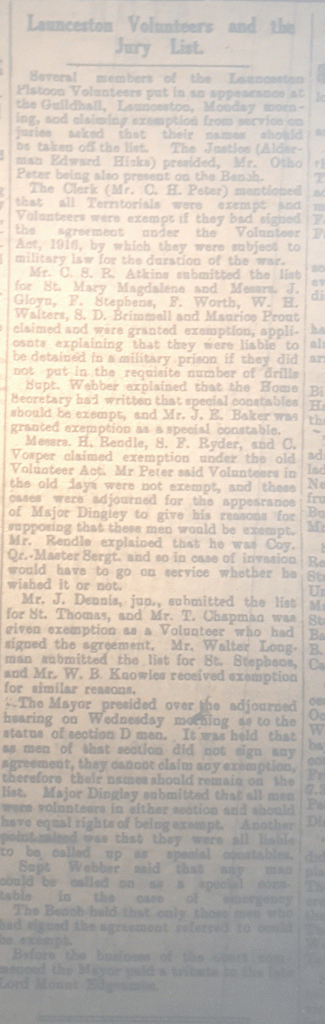 Launceston Volunteers and the
Jury List.
Several members of the Launceston
Platoon Volunteers put in an appearance at
the Guildhall, Launceston, Monday morn-
ing, and claiming exemption from service on
juries asked that their names should
be taken off the list. The Justice (Alder-
man Edward Hicks) presided, Mr. Otho
Peter being also present on the Bench.
The Clerk (Mr. C. H. Peter) mentioned
that all Territorials were exempt and
Volunteers were exempt if they had signed
the agreement under the Volunteer
Act, 1916, by which they were subject to
military law for the duration of the war.
Mr. C. S. R. Atkins submitted the list
for St. Mary Magdalene and Messrs. J.
Gloyn, F. Stephens, F. Worth, W. H.
Walters, S. D. Brimmell and Maurice Prout
claimed and were granted exemption, appli-
cants explaining that they were liable to
be detained in a military prison if they did
not put in the requisite number of drills
Supt. Webber explained that the Home
Secretary had written that special constables
should be exempt, and Mr. J. E. Baker was
granted exemption as a special constable.
Messrs. H. Rendle, S. F. Ryder, and C.
Vosper claimed exemption under the old
Volunteer Act. Mr Peter said Volunteers in
the old days were not exempt, and these
cases were adjourned for the appearance
of Major Dingley to give his reasons for
supposing that these men would be exempt.
Mr. Rendle explained that he was Coy.
Qr.-Master Sergt. and so in case of invasion
would have to go on service whether he
wished it or not.
Mr. J. Dennis, jun., submitted the list
for St. Thomas, and Mr. T. Chapman was
given exemption as a Volunteer who had
signed the agreement. Mr. Walter Long-
man submitted the list for St. Stephens,
and Mr. W. B. Knowles received exemption
for similar reasons.
The Mayor presided over the adjourned
hearing on Wednesday morning as to the
status of section D men. It was held that
as men of that section did not sign any
agreement, they cannot claim any exemption,
therefore their names should remain on the
list. Major Dingley submitted that all men
were volunteers in either section and should
have equal rights of being exempt. Another
point raised was that they were all liable
to be called up as special constables.
Supt Webber said that any man
could be called on as a special cons-
table in the case of emergency
The Bench held that only those men who
had signed the agreement referred to could
be exempt.
Before the business of the court com-
menced the Mayor paid a tribute to the late
Lord Mount Edgcumbe.